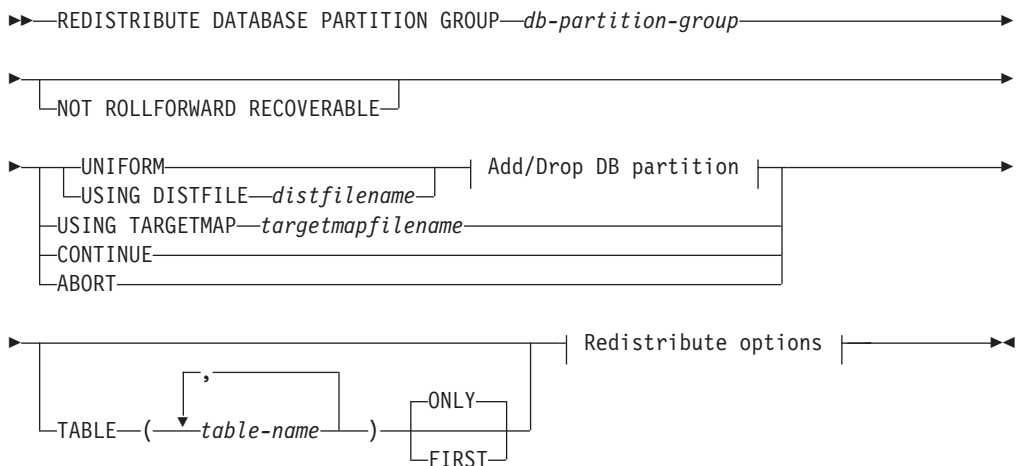 REDISTRIBUTE DATABASE PARTITION GROUP db-partition-group
NOT ROLLFORWARD RECOVERABLE
UNIFORM Add/Drop DB partition
USING DISTFILE distfilename
USING TARGETMAP targetmapfilename
CONTINUE
ABORT
Redistribute options
,
ONLY
TABLE ( table-name )
FIRST